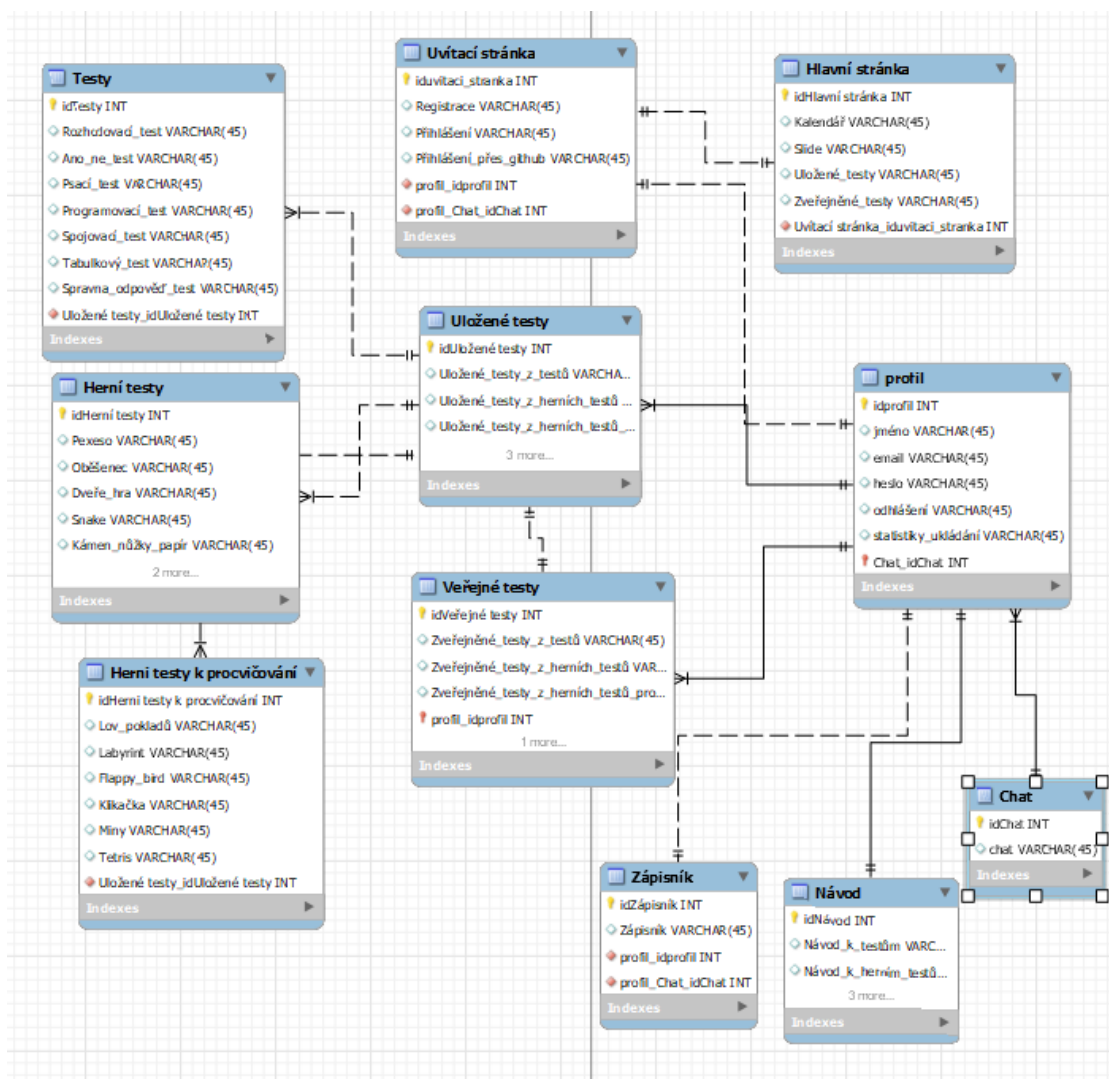 Testy
idTesty INT
Rozhodovací_test VARCHAR(45)
Ano_ne_test VARCHAR(45)
Psací_test VARCHAR(45)
Programovací_test VARCHAR(45)
Spojovací_test VARCHAR(45)
Tabulkový_test VARCHAR(45)
Spravna_odpověď_test VARCHAR(45)
Uložené testy_idUložené testy INT
Indexes
Uvítací stránka
iduvitaci_stranka INT
Registrace VARCHAR(45)
Přihlášení VARCHAR(45)
Přihlášení_přes_github VARCHAR(45)
profil_idprofil INT
profil_Chat_idChat INT
Indexes
Hlavní stránka
idHlavní stránka INT
Kalendář VARCHAR(45)
Slide VARCHAR(45)
Uložené_testy VARCHAR(45)
Zveřejněné_testy VARCHAR(45)
Uvítací stránka_iduvitaci_stranka INT
Indexes
Uložené testy
idUložené testy INT
Uložené_testy_z_testů VARCHA...
Uložené_testy_z_herních_testů ...
Uložené_testy_z_herních_testů_...
3 more...
Indexes
Herní testy
idHerní testy INT
Pexeso VARCHAR(45)
Oběšenec VARCHAR(45)
Dveře_hra VARCHAR(45)
Snake VARCHAR(45)
Kámen_nůžky_papír VARCHAR(45)
2 more...
Indexes
profil
idprofil INT
jméno VARCHAR(45)
email VARCHAR(45)
heslo VARCHAR(45)
odhlášení VARCHAR(45)
statistiky_ukládání VARCHAR(45)
Chat_idChat INT
Indexes
Veřejné testy
idVeřejné testy INT
Zveřejněné_testy_z_testů VARCHAR(45)
Zveřejněné_testy_z_herních_testů VAR...
Zveřejněné_testy_z_herních_testů_pro...
profil_idprofil INT
1 more...
Indexes
Herni testy k procvičování
idHerni testy k procvičování INT
Lov_pokladů VARCHAR(45)
Labyrint VARCHAR(45)
Flappy_bird VARCHAR(45)
Klikačka VARCHAR(45)
Miny VARCHAR(45)
Tetris VARCHAR(45)
Uložené testy_idUložené testy INT
Indexes
Chat
idChat INT
chat VARCHAR(45)
Indexes
Zápisník
idZápisník INT
Zápisník VARCHAR(45)
profil_idprofil INT
profil_Chat_idChat INT
Indexes
Návod
idNávod INT
Návod_k_testům VARC...
Návod_k_herním_testů...
3 more...
Indexes